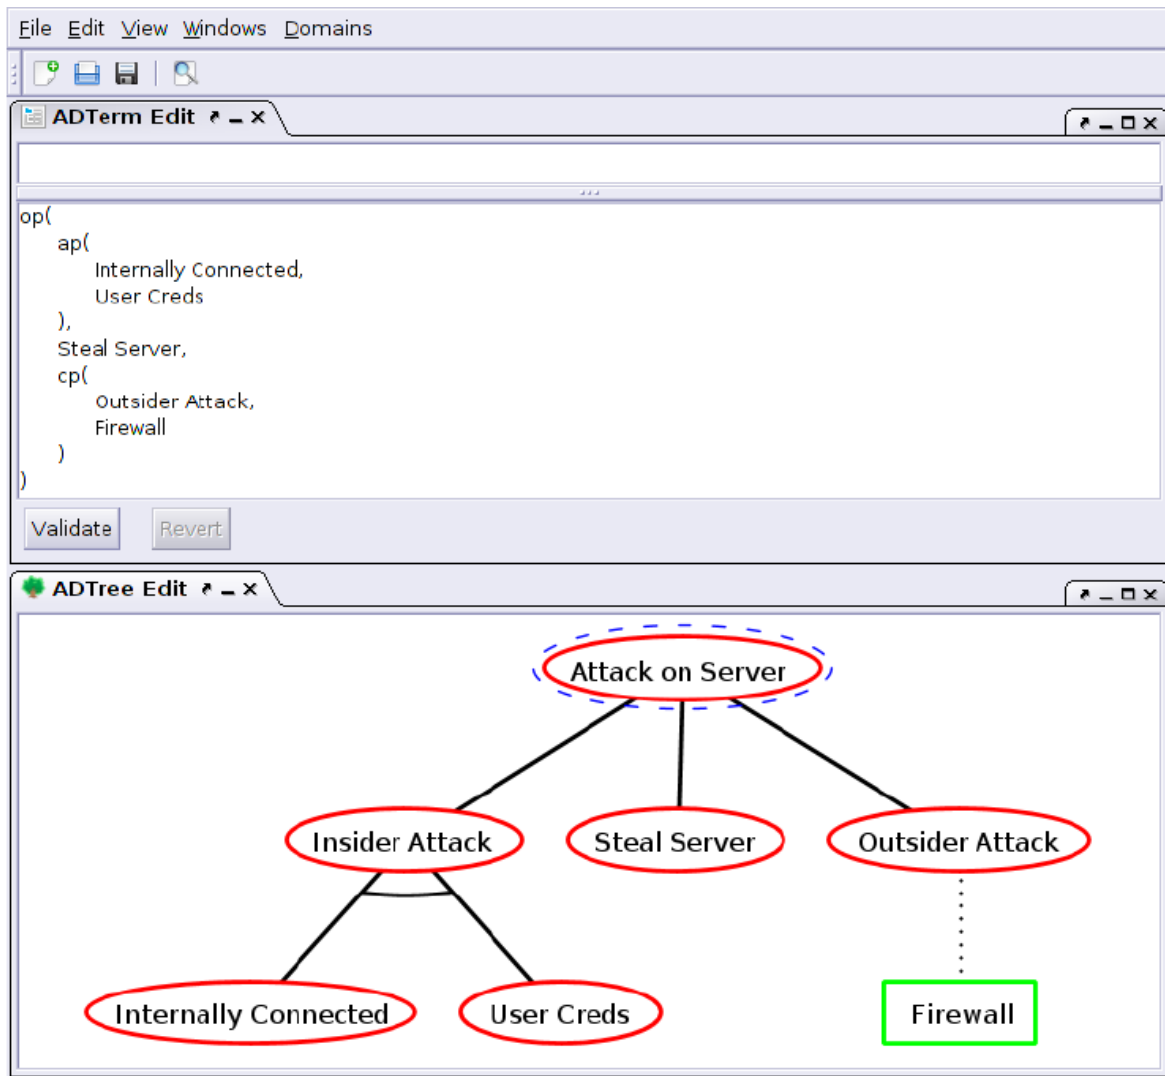 File Edit View Windows Domains
ADTerm Edit
op(
ap(
Internally Connected,
User Creds
),
Steal Server,
cp(
Outsider Attack,
Firewall
)
)
Validate Revert
ADTree Edit
Attack on Server
Insider Attack Steal Server Outsider Attack
Internally Connected User Creds Firewall